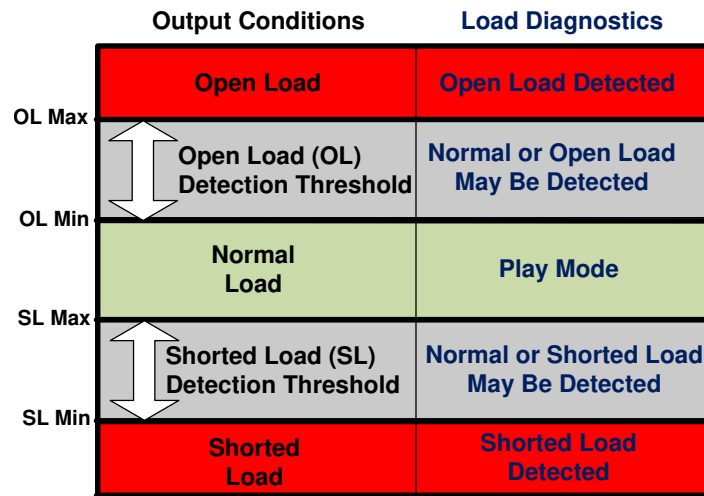 Output Conditions
Load Diagnostics
Open Load
Open Load Detected
OL Max
Open Load (OL)
Detection Threshold
Normal or Open Load
May Be Detected
OL Min
Normal
Load
Play Mode
SL Max
Shorted Load (SL)
Detection Threshold
Normal or Shorted Load
May Be Detected
SL Min
Shorted
Load
Shorted Load
Detected